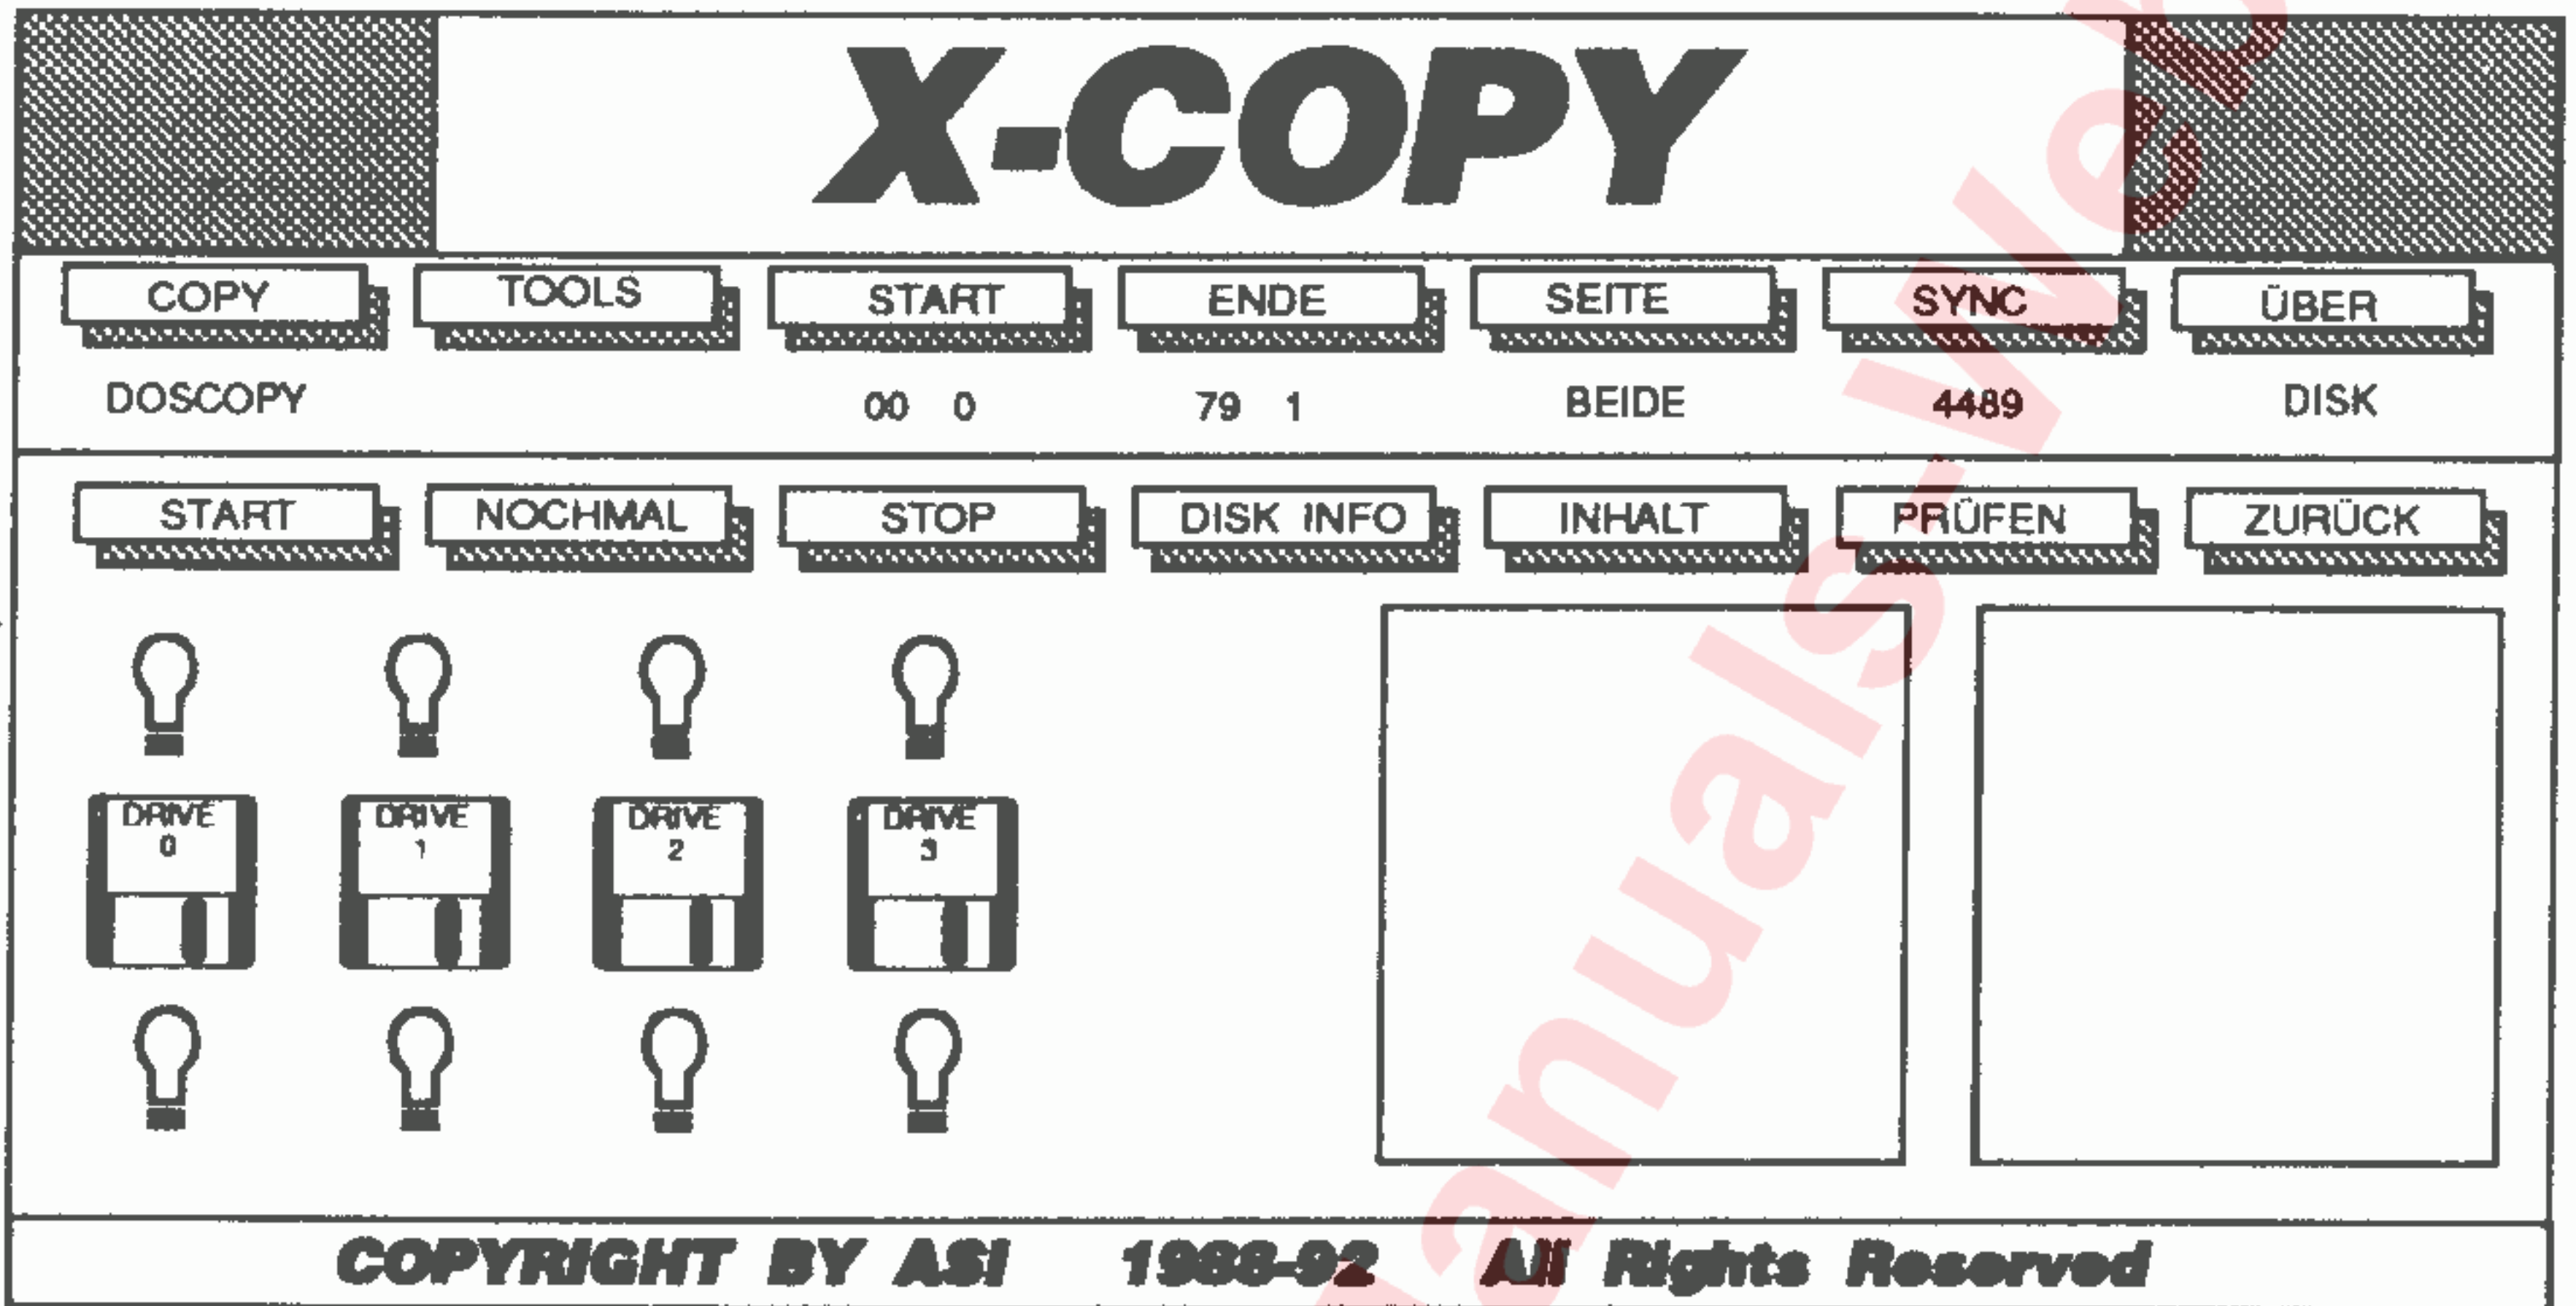 X-COPY
COPY TOOLS START ENDE SEITE SYNC ÜBER
DOSCOPY 00 0 79 1 BEIDE 4489 DISK
START NOCHMAL STOP DISK INFO INHALT PRÜFEN ZURÜCK
DRIVE DRIVE DRIVE DRIVE
0 1 2 3
COPYRIGHT BY ASI 1988-92 All Rights Reserved
anuals-Web